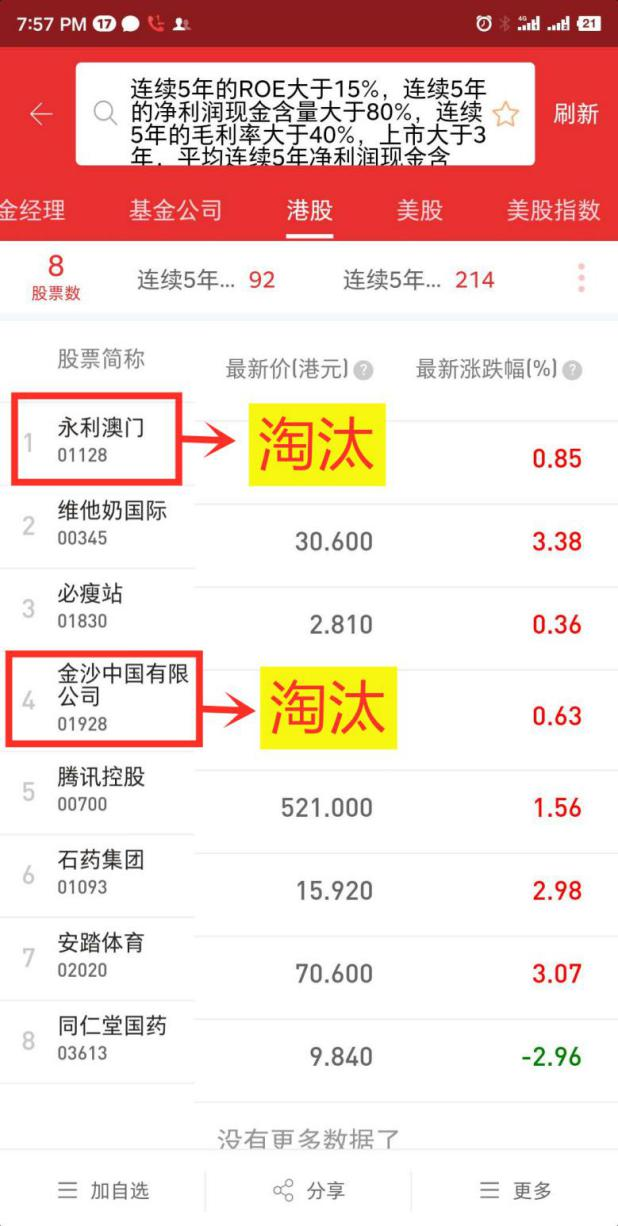 7:57 PM 17
4G 21
连续5年的ROE大于15%，连续5年
的净利润现金含量大于80%，连续
5年的毛利率大于40%，上市大于3
年，平均连续5年净利润现金含
刷新
金经理 基金公司 港股 美股 美股指数
8
股票数
连续5年... 92 连续5年... 214
股票简称 最新价(港元) ? 最新涨跌幅(%) ?
1 永利澳门
01128
淘汰
0.85
2 维他奶国际
00345
30.600 3.38
3 必瘦站
01830
2.810 0.36
4 金沙中国有限
公司
01928
淘汰
0.63
5 腾讯控股
00700
521.000 1.56
6 石药集团
01093
15.920 2.98
7 安踏体育
02020
70.600 3.07
8 同仁堂国药
03613
9.840 -2.96
没有更多数据了
加自选 分享 更多